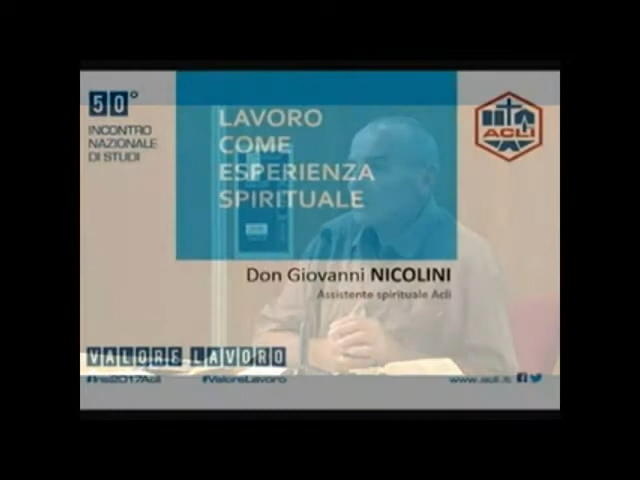 50°
INCONTRO
NAZIONALE
DI STUDI
LAVORO
COME
ESPERIENZA
SPIRITUALE
ACLI
Don Giovanni NICOLINI
Assistente spirituale Acli
VALORE LAVORO
#Ins2017Acli #ValoreLavoro www.acli.it